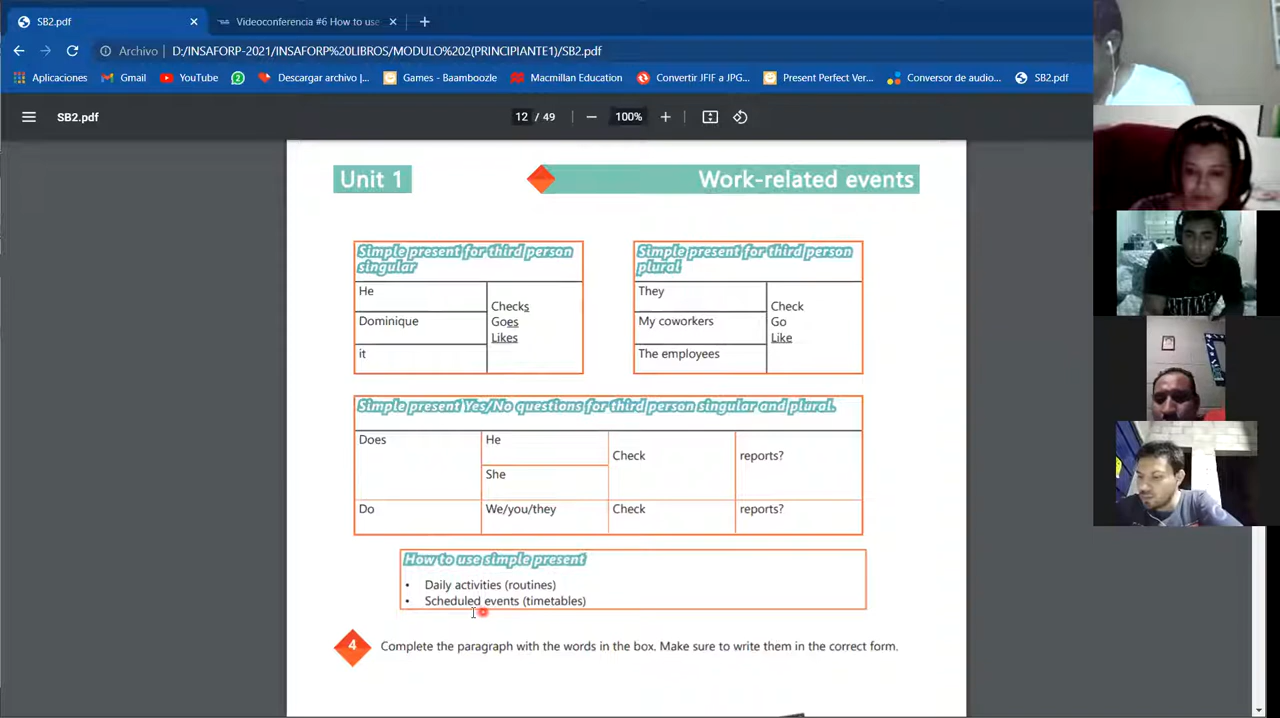 SB2.pdf
Videoconferencia #6 How to use
Archivo D:/INSAFORP-2021/INSAFORP%20LIBROS/MODULO%202(PRINCIPIANTE1)/SB2.pdf
Aplicaciones Gmail YouTube Descargar archivo |... Games - Baamboozle Macmillan Education Convertir JFIF a JPG... Present Perfect Ver... Conversor de audio... SB2.pdf
SB2.pdf 12 / 49 100%
Unit 1 Work-related events
Simple present for third person
singular
He
Dominique
it
Checks
Goes
Likes
Simple present for third person
plural
They
My coworkers
The employees
Check
Go
Like
Simple present Yes/No questions for third person singular and plural.
Does He Check reports?
She
Do We/you/they Check reports?
How to use simple present
• Daily activities (routines)
• Scheduled events (timetables)
4 Complete the paragraph with the words in the box. Make sure to write them in the correct form.